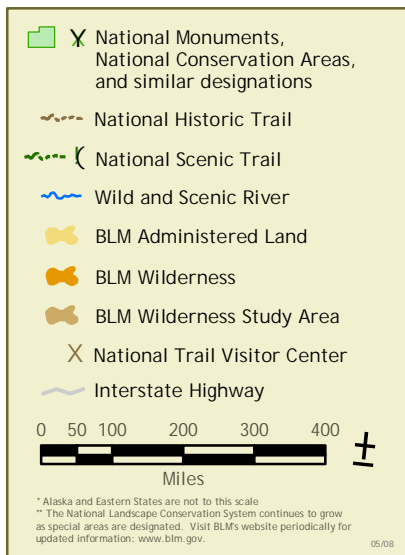 National Monuments,
National Conservation Areas,
and similar designations
National Historic Trail
National Scenic Trail
Wild and Scenic River
BLM Administered Land
BLM Wilderness
BLM Wilderness Study Area
National Trail Visitor Center
Interstate Highway
0 50 100 200 300 400
Miles
* Alaska and Eastern States are not to this scale
** The National Landscape Conservation System continues to grow
as special areas are designated. Visit BLM's website periodically for
updated information: www.blm.gov.
05/08